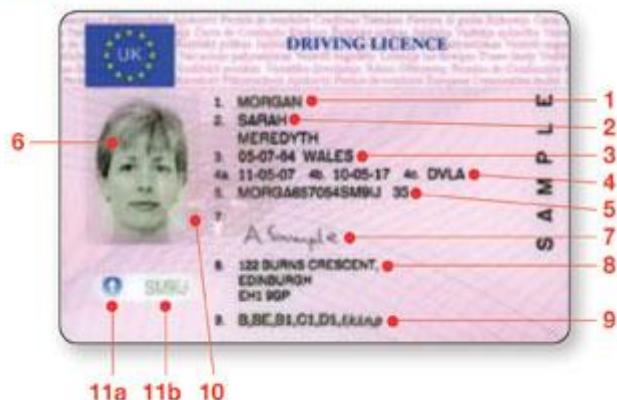 UK
DRIVING LICENCE
1. MORGAN
2. SARAH
MEREDYTH
3. 05-07-64 WALES
4a. 11-05-07 4b. 10-05-17 4c. DVLA
5. MORGA657054SM9IJ 35
7.
A Sample
8. 122 BURNS CRESCENT,
EDINBURGH
EH1 9GP
9. B,BE,B1,C1,D1,f,k,l,n,p
SM9IJ
SAMPLE
1
2
3
4
5
6
7
8
9
10
11a
11b